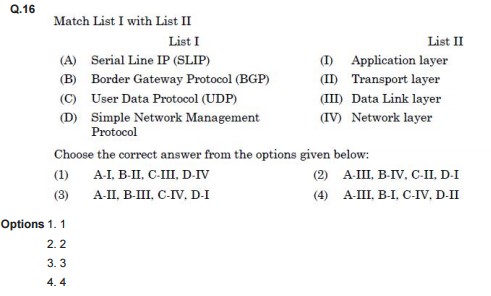 Q.16
Match List I with List II
List I List II
(A) Serial Line IP (SLIP) (I) Application layer
(B) Border Gateway Protocol (BGP) (II) Transport layer
(C) User Data Protocol (UDP) (III) Data Link layer
(D) Simple Network Management (IV) Network layer
Protocol
Choose the correct answer from the options given below:
(1) A-I, B-II, C-III, D-IV (2) A-III, B-IV, C-II, D-I
(3) A-II, B-III, C-IV, D-I (4) A-III, B-I, C-IV, D-II
Options 1. 1
2. 2
3. 3
4. 4